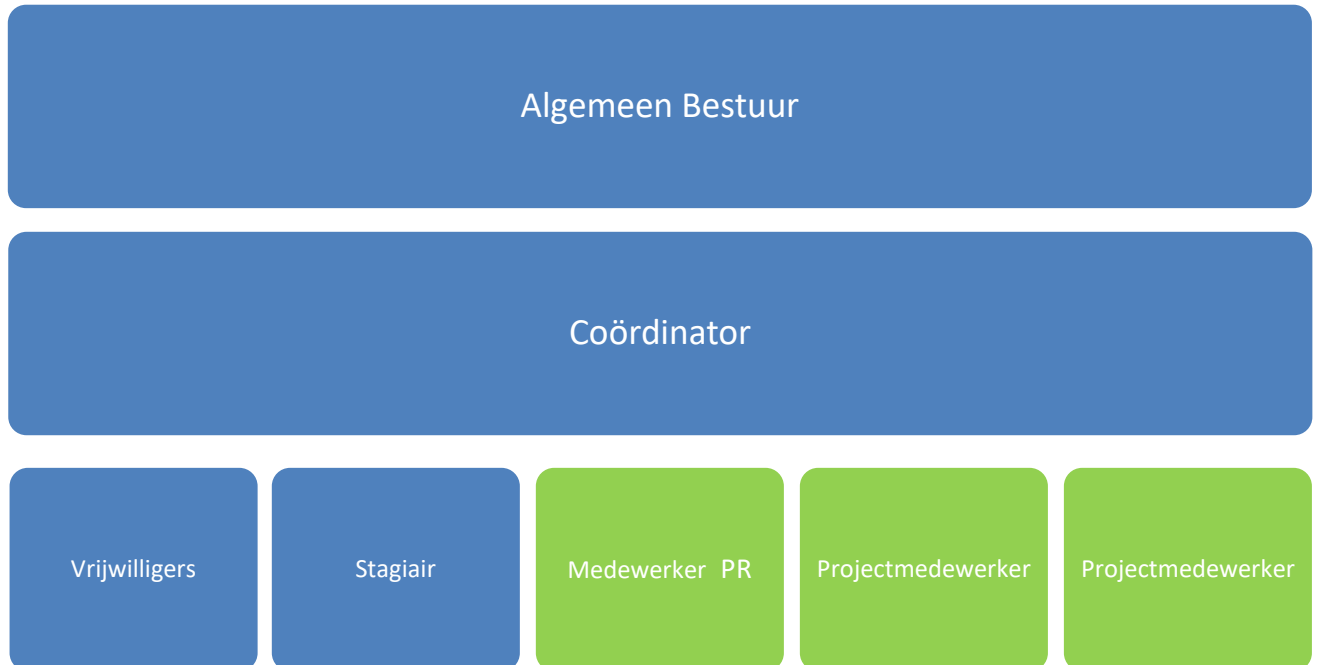 Algemeen Bestuur
Coördinator
Vrijwilligers
Stagiair
Medewerker PR
Projectmedewerker
Projectmedewerker